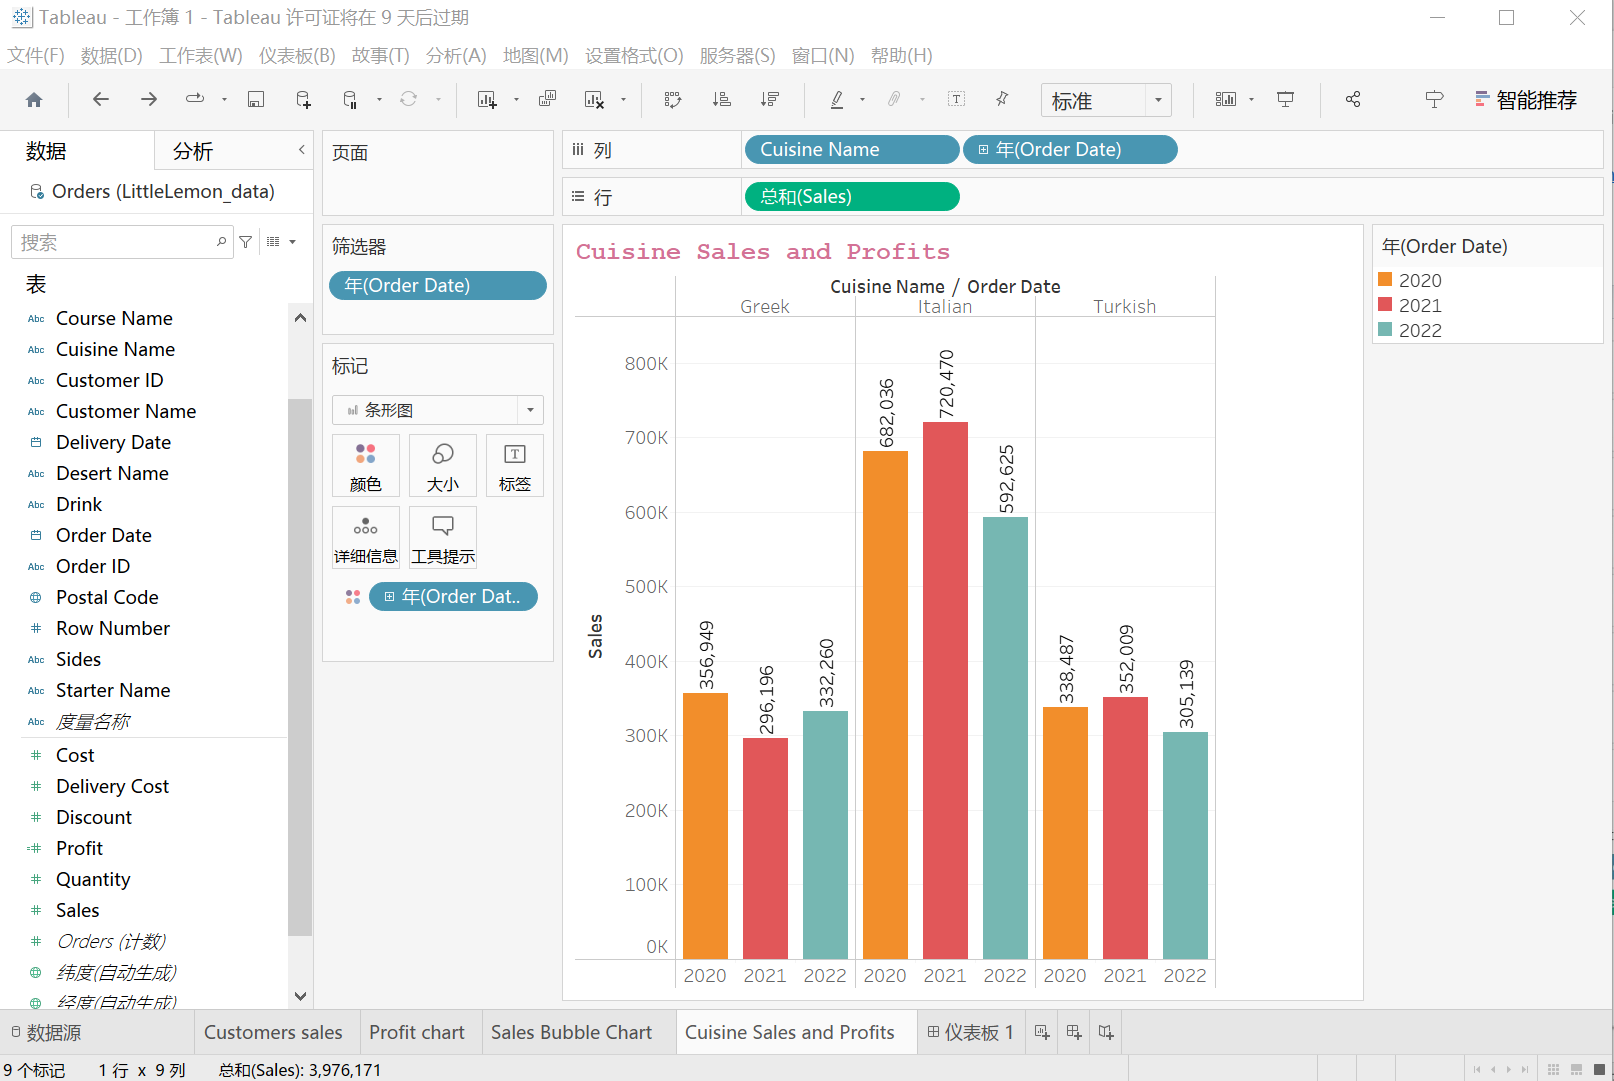 Tableau - 工作簿 1 - Tableau 许可证将在 9 天后过期
文件(F) 数据(D) 工作表(W) 仪表板(B) 故事(T) 分析(A) 地图(M) 设置格式(O) 服务器(S) 窗口(N) 帮助(H)
标准
智能推荐
数据 分析
Orders (LittleLemon_data)
搜索
表
Abc Course Name
Abc Cuisine Name
Abc Customer ID
Abc Customer Name
Delivery Date
Abc Desert Name
Abc Drink
Order Date
Abc Order ID
Postal Code
# Row Number
Abc Sides
Abc Starter Name
Abc 度量名称
# Cost
# Delivery Cost
# Discount
=# Profit
# Quantity
# Sales
# Orders (计数)
纬度(自动生成)
经度(自动生成)
页面
筛选器
年(Order Date)
标记
条形图
颜色 大小 标签
详细信息 工具提示
年(Order Dat..
列 Cuisine Name 年(Order Date)
行 总和(Sales)
Cuisine Sales and Profits
Cuisine Name / Order Date
Greek Italian Turkish
800K
700K
600K
500K
400K
300K
200K
100K
0K
Sales
356,949
296,196
332,260
682,036
720,470
592,625
338,487
352,009
305,139
2020 2021 2022 2020 2021 2022 2020 2021 2022
年(Order Date)
2020
2021
2022
数据源 Customers sales Profit chart Sales Bubble Chart Cuisine Sales and Profits 仪表板 1
9 个标记 1 行 x 9 列 总和(Sales): 3,976,171